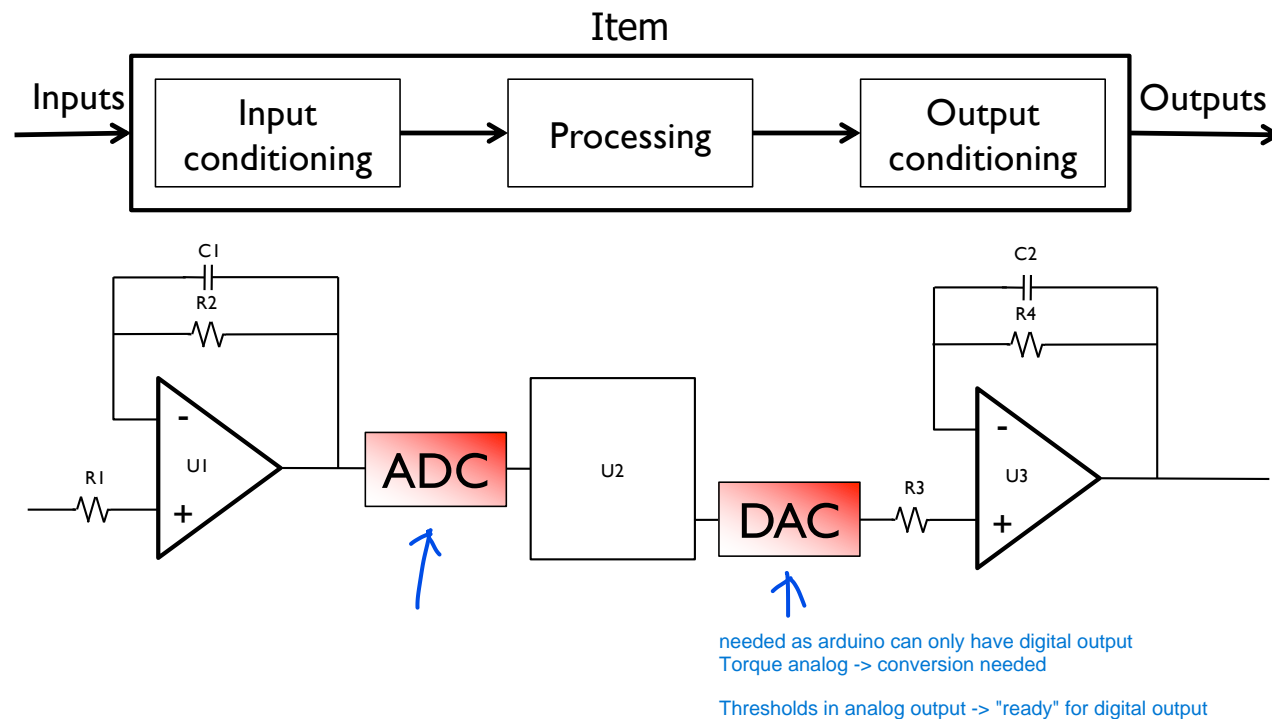 Item
Inputs
Input
conditioning
Processing
Output
conditioning
Outputs
C1
R2
-
U1
+
R1
ADC
U2
DAC
R3
C2
R4
-
U3
+
needed as arduino can only have digital output
Torque analog -> conversion needed
Thresholds in analog output -> "ready" for digital output